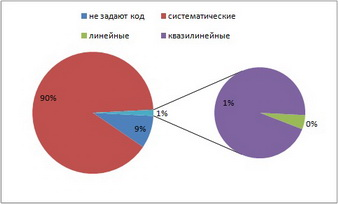 не задают код систематические
линейные квазилинейные
90%
1%
1%
0%
9%